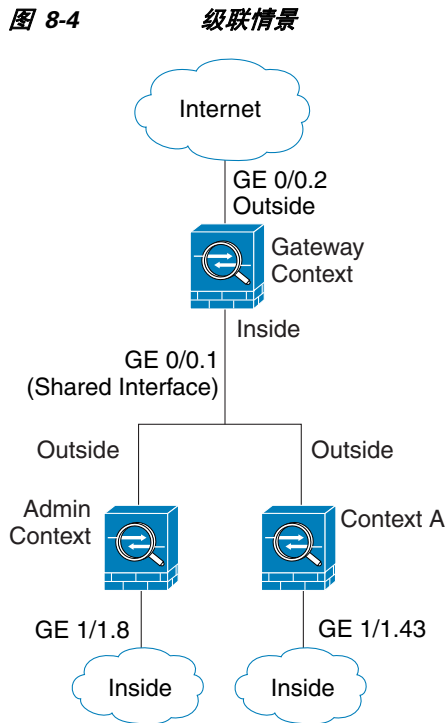 图 8-4 级联情景
Internet
GE 0/0.2
Outside
Gateway
Context
Inside
GE 0/0.1
(Shared Interface)
Outside
Outside
Admin
Context
Context A
GE 1/1.8
GE 1/1.43
Inside
Inside